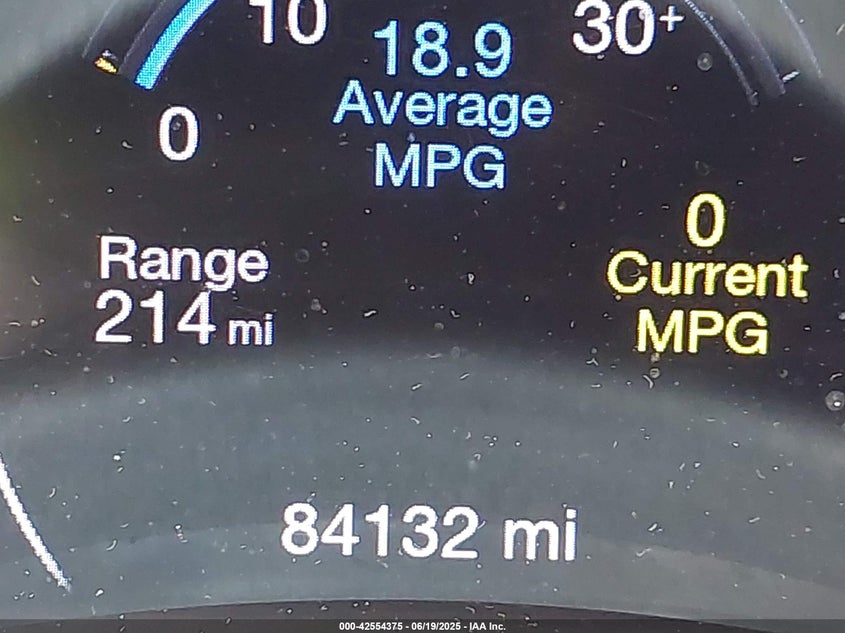 10
30+
18.9
Average
MPG
0
0
Current
MPG
Range
214 mi
84132 mi
000-42554375 - 06/19/2025 - IAA Inc.